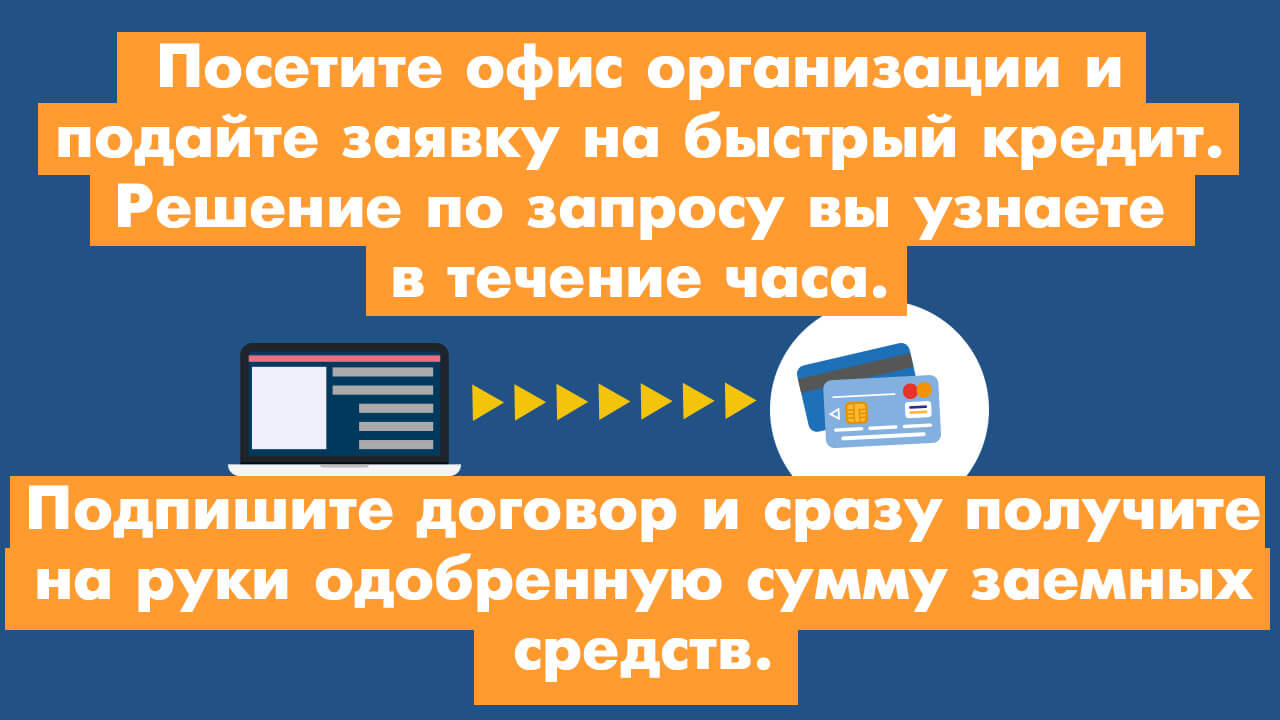 Посетите офис организации и
подайте заявку на быстрый кредит.
Решение по запросу вы узнаете
в течение часа.
Подпишите договор и сразу получите
на руки одобренную сумму заемных
средств.